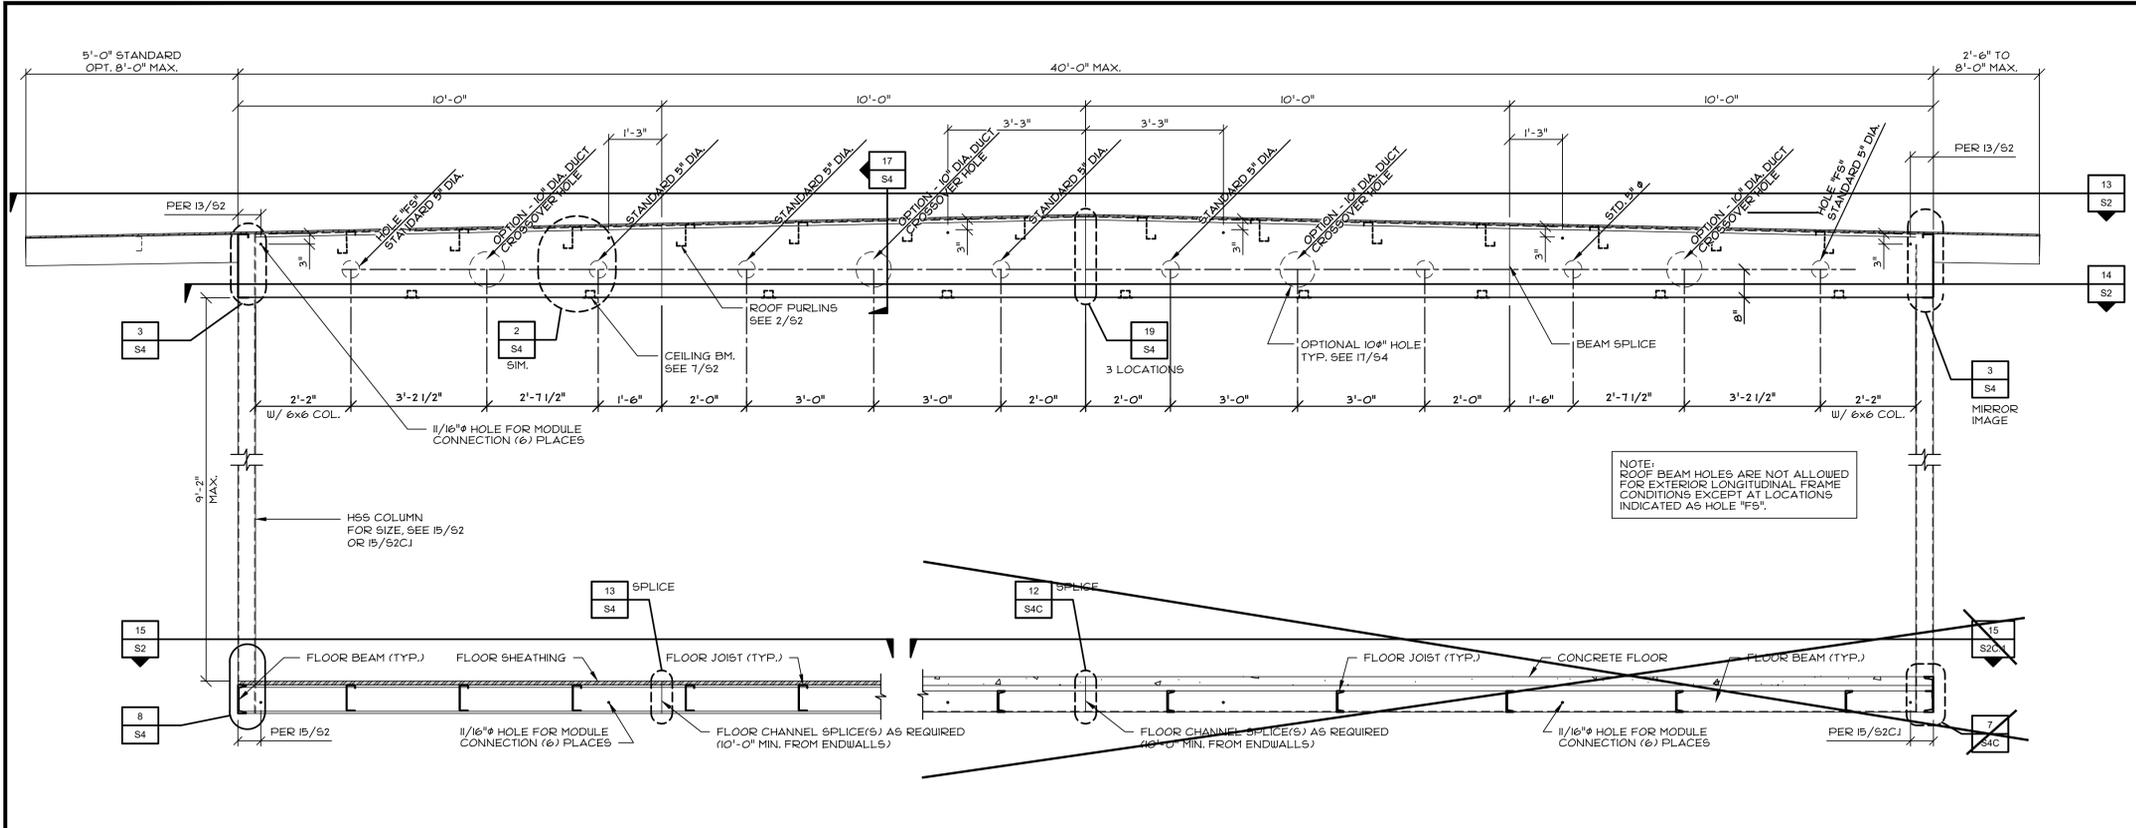 5'-0" STANDARD
OPT. 8'-0" MAX.
40'-0" MAX.
2'-6" TO
8'-0" MAX.
10'-0"
10'-0"
10'-0"
10'-0"
1'-3"
3'-3"
3'-3"
1'-3"
PER 13/S2
PER 13/S2
HOLE "FS"
STANDARD 5" DIA.
OPTION - 10" DIA. DUCT
CROSSOVER HOLE
STANDARD 5" DIA.
STANDARD 5" DIA.
17
S4
OPTION - 10" DIA. DUCT
CROSSOVER HOLE
STANDARD 5" DIA.
STANDARD 5" DIA.
OPTION - 10" DIA. DUCT
CROSSOVER HOLE
STD. 5" ø
OPTION - 10" DIA. DUCT
CROSSOVER HOLE
HOLE "FS"
STANDARD 5" DIA.
13
S2
3"
3"
3"
3"
3"
14
S2
8"
3
S4
2
S4
SIM.
ROOF PURLINS
SEE 2/S2
CEILING BM.
SEE 7/S2
19
S4
3 LOCATIONS
OPTIONAL 10ø" HOLE
TYP. SEE 17/S4
BEAM SPLICE
3
S4
MIRROR
IMAGE
2'-2"
W/ 6x6 COL.
3'-2 1/2"
2'-7 1/2"
1'-6"
2'-0"
3'-0"
3'-0"
2'-0"
2'-0"
3'-0"
3'-0"
2'-0"
1'-6"
2'-7 1/2"
3'-2 1/2"
2'-2"
W/ 6x6 COL.
11/16"ø HOLE FOR MODULE
CONNECTION (6) PLACES
9'-2"
MAX.
NOTE:
ROOF BEAM HOLES ARE NOT ALLOWED
FOR EXTERIOR LONGITUDINAL FRAME
CONDITIONS EXCEPT AT LOCATIONS
INDICATED AS HOLE "FS".
HSS COLUMN
FOR SIZE, SEE 15/S2
OR 15/S2C.1
13
S4
SPLICE
12
S4C
SPLICE
15
S2
15
S2C.1
FLOOR BEAM (TYP.)
FLOOR SHEATHING
FLOOR JOIST (TYP.)
FLOOR JOIST (TYP.)
CONCRETE FLOOR
FLOOR BEAM (TYP.)
8
S4
PER 15/S2
11/16"ø HOLE FOR MODULE
CONNECTION (6) PLACES
FLOOR CHANNEL SPLICE(S) AS REQUIRED
(10'-0" MIN. FROM ENDWALLS)
FLOOR CHANNEL SPLICE(S) AS REQUIRED
(10'-0" MIN. FROM ENDWALLS)
11/16"ø HOLE FOR MODULE
CONNECTION (6) PLACES
PER 15/S2C.1
7
S4C